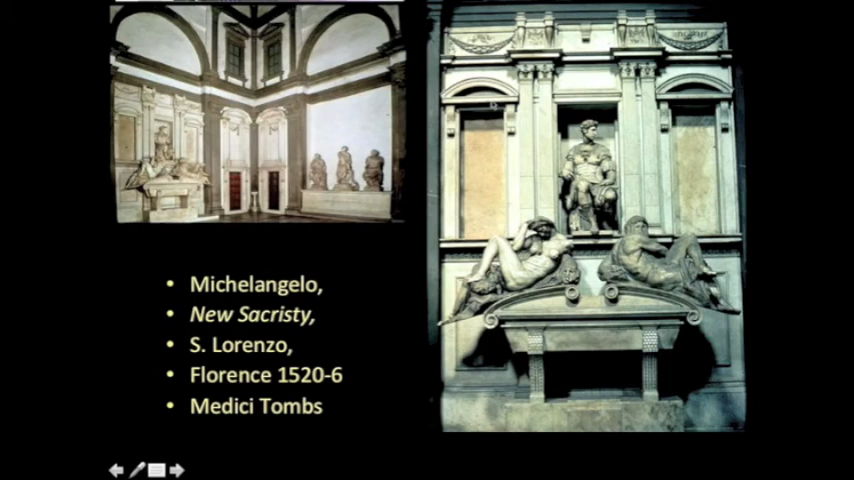 Michelangelo,
New Sacristy,
S. Lorenzo,
Florence 1520-6
Medici Tombs